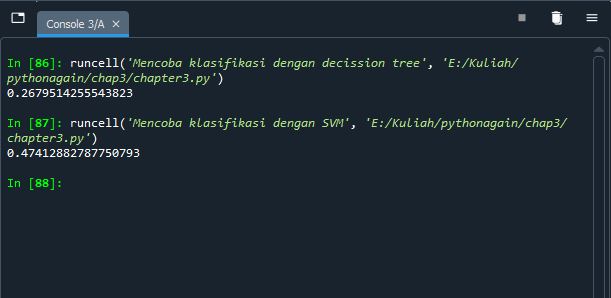 Console 3/A
In [86]: runcell('Mencoba klasifikasi dengan decission tree', 'E:/Kuliah/
pythonagain/chap3/chapter3.py')
0.2679514255543823
In [87]: runcell('Mencoba klasifikasi dengan SVM', 'E:/Kuliah/pythonagain/chap3/
chapter3.py')
0.47412882787750793
In [88]: